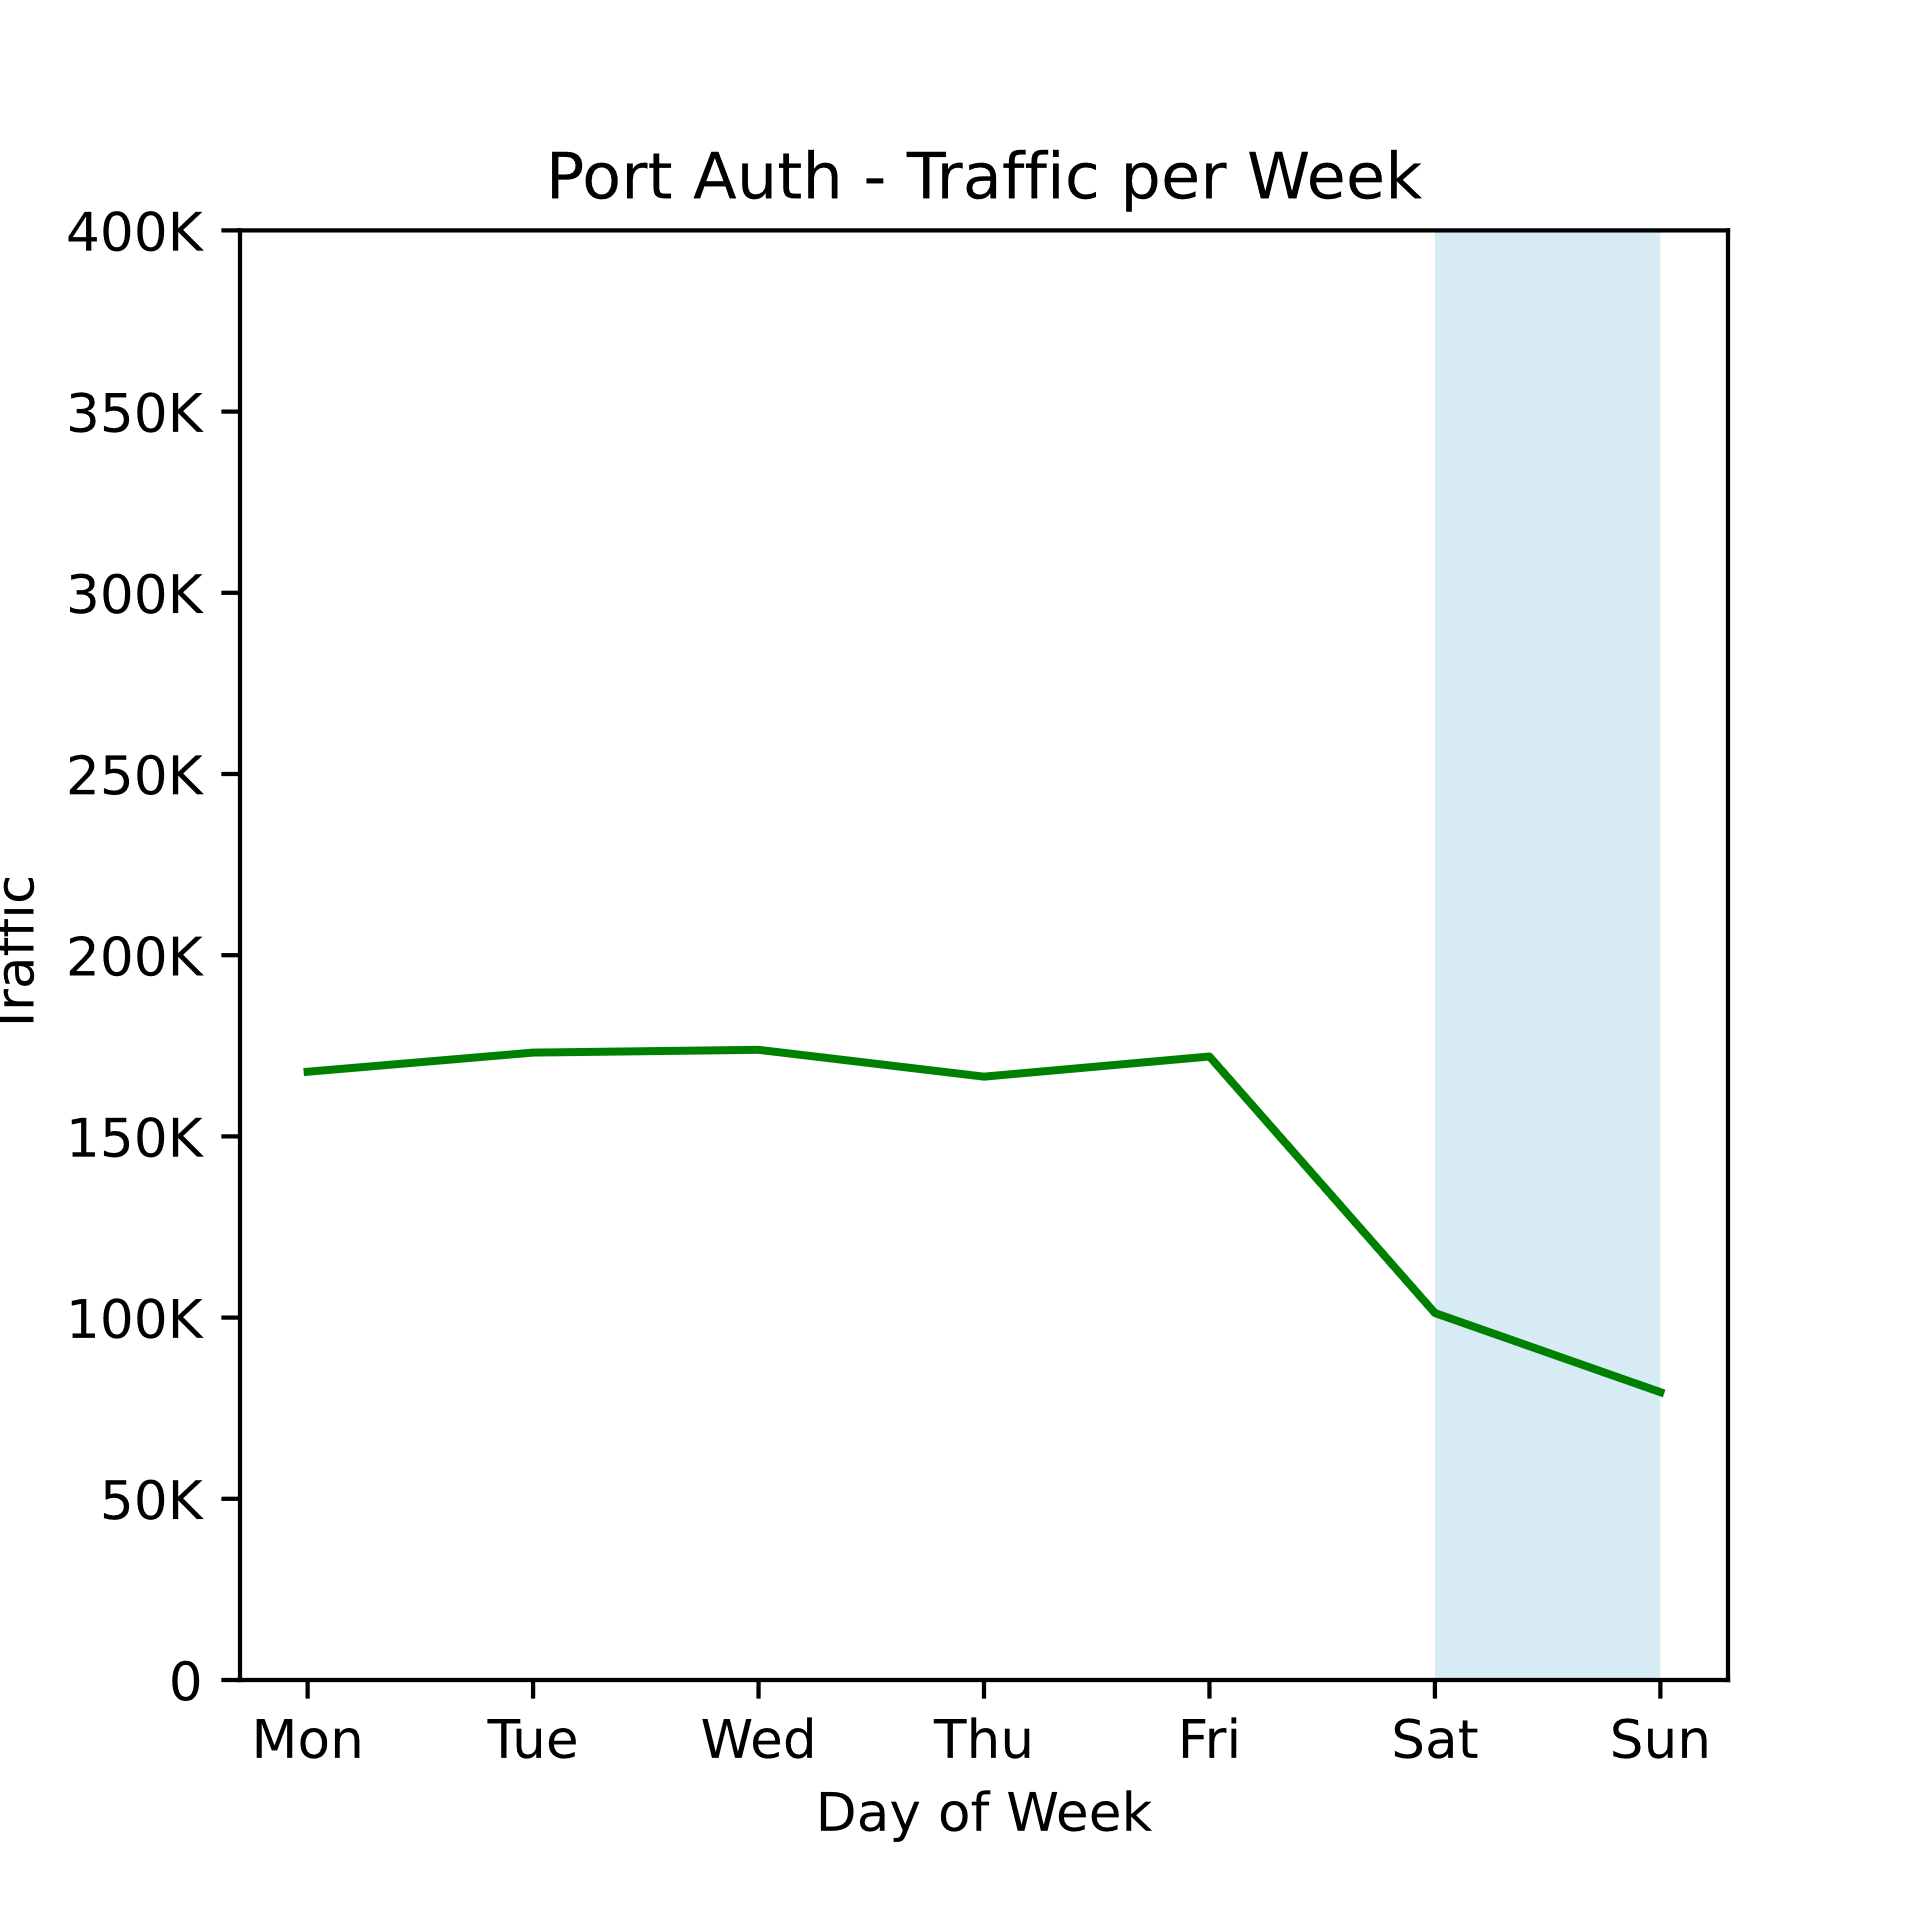 Port Auth - Traffic per Week
400K
350K
300K
250K
200K
150K
100K
50K
0
Traffic
Mon Tue Wed Thu Fri Sat Sun
Day of Week